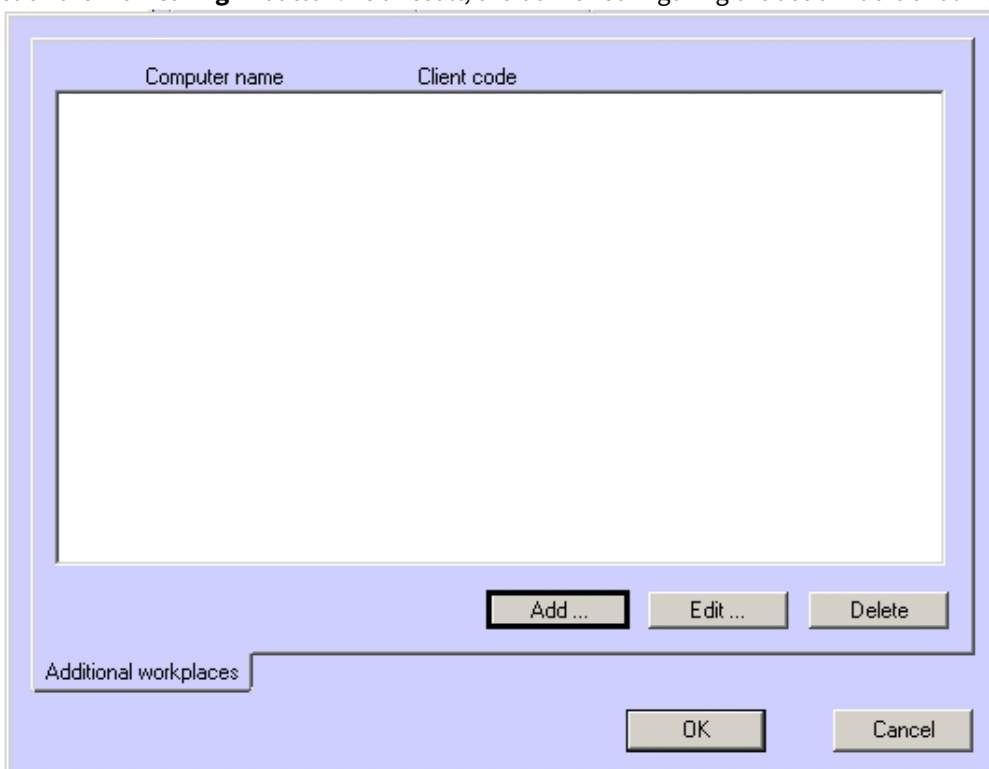 Computer name Client code
Add ... Edit ... Delete
Additional workplaces
OK Cancel